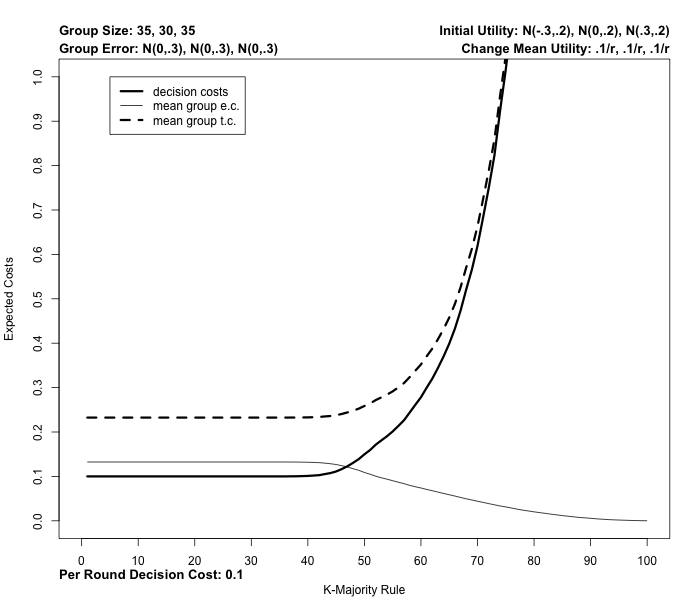 Group Size: 35, 30, 35
Initial Utility: N(-.3,.2), N(0,.2), N(.3,.2)
Group Error: N(0,.3), N(0,.3), N(0,.3)
Change Mean Utility: .1/r, .1/r, .1/r
decision costs
mean group e.c.
mean group t.c.
Expected Costs
1.0
0.9
0.8
0.7
0.6
0.5
0.4
0.3
0.2
0.1
0.0
0 10 20 30 40 50 60 70 80 90 100
Per Round Decision Cost: 0.1
K-Majority Rule